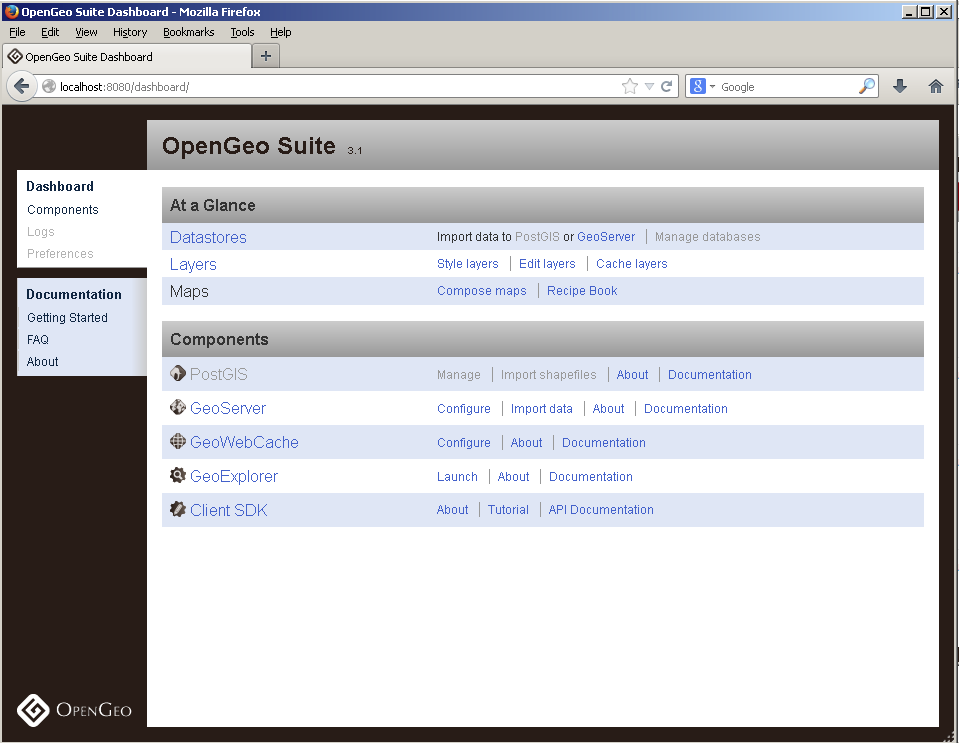 OpenGeo Suite Dashboard - Mozilla Firefox
File Edit View History Bookmarks Tools Help
OpenGeo Suite Dashboard
localhost:8080/dashboard/
8 Google
OpenGeo Suite 3.1
Dashboard
Components
Logs
Preferences
Documentation
Getting Started
FAQ
About
At a Glance
Datastores Import data to PostGIS or GeoServer Manage databases
Layers Style layers Edit layers Cache layers
Maps Compose maps Recipe Book
Components
PostGIS Manage Import shapefiles About Documentation
GeoServer Configure Import data About Documentation
GeoWebCache Configure About Documentation
GeoExplorer Launch About Documentation
Client SDK About Tutorial API Documentation
OPENGEO